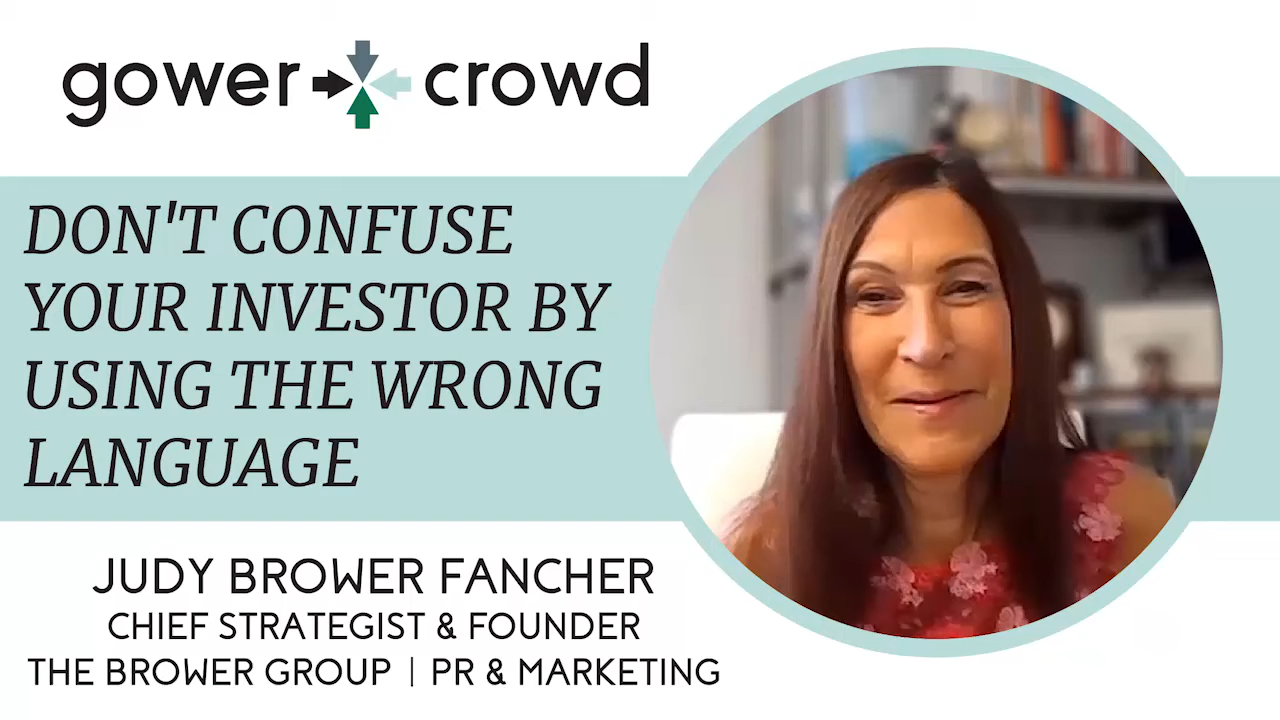 gower crowd
DON'T CONFUSE
YOUR INVESTOR BY
USING THE WRONG
LANGUAGE
JUDY BROWER FANCHER
CHIEF STRATEGIST & FOUNDER
THE BROWER GROUP | PR & MARKETING